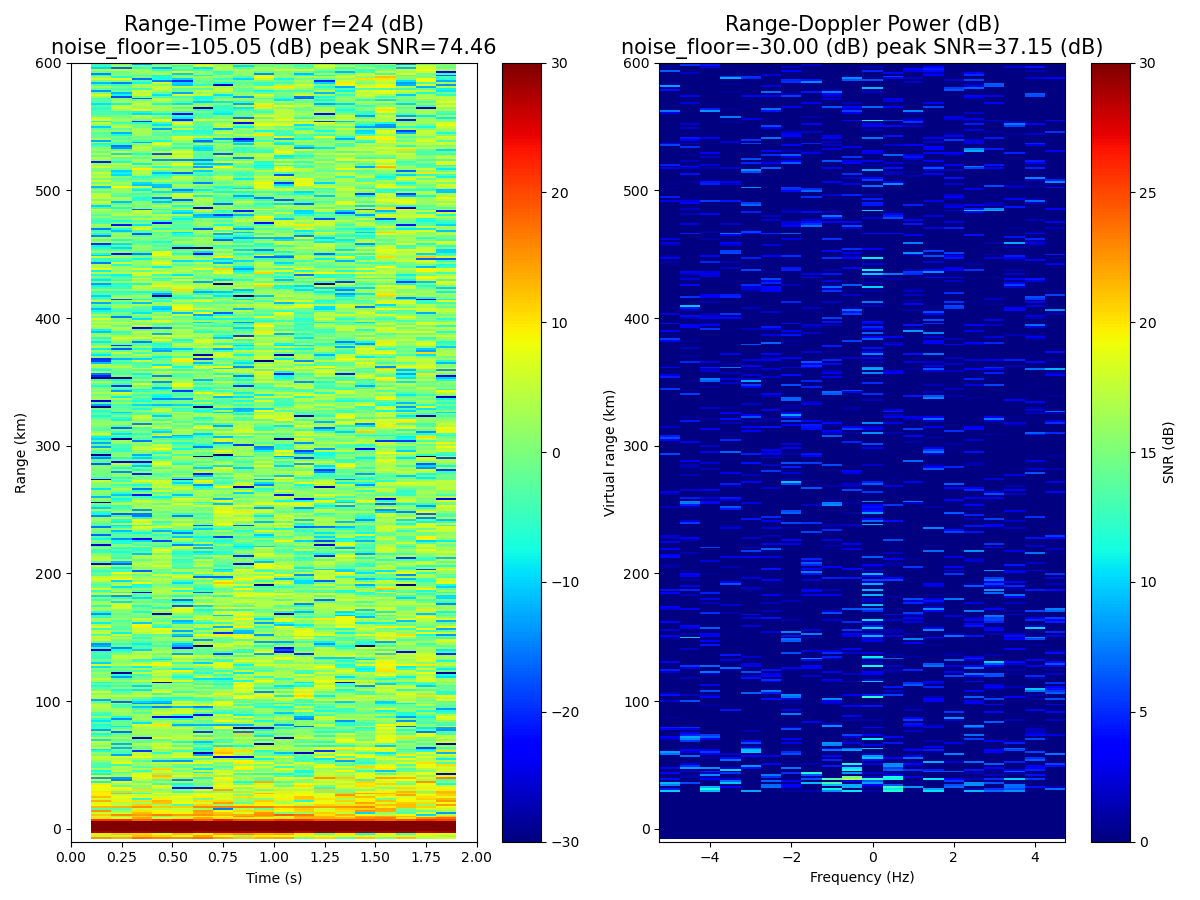 Range-Time Power f=24 (dB)
noise_floor=-105.05 (dB) peak SNR=74.46
600
500
400
300
200
100
0
Range (km)
0.00 0.25 0.50 0.75 1.00 1.25 1.50 1.75 2.00
Time (s)
30
20
10
0
−10
−20
−30
Range-Doppler Power (dB)
noise_floor=-30.00 (dB) peak SNR=37.15 (dB)
600
500
400
300
200
100
0
Virtual range (km)
−4 −2 0 2 4
Frequency (Hz)
30
25
20
15
10
5
0
SNR (dB)